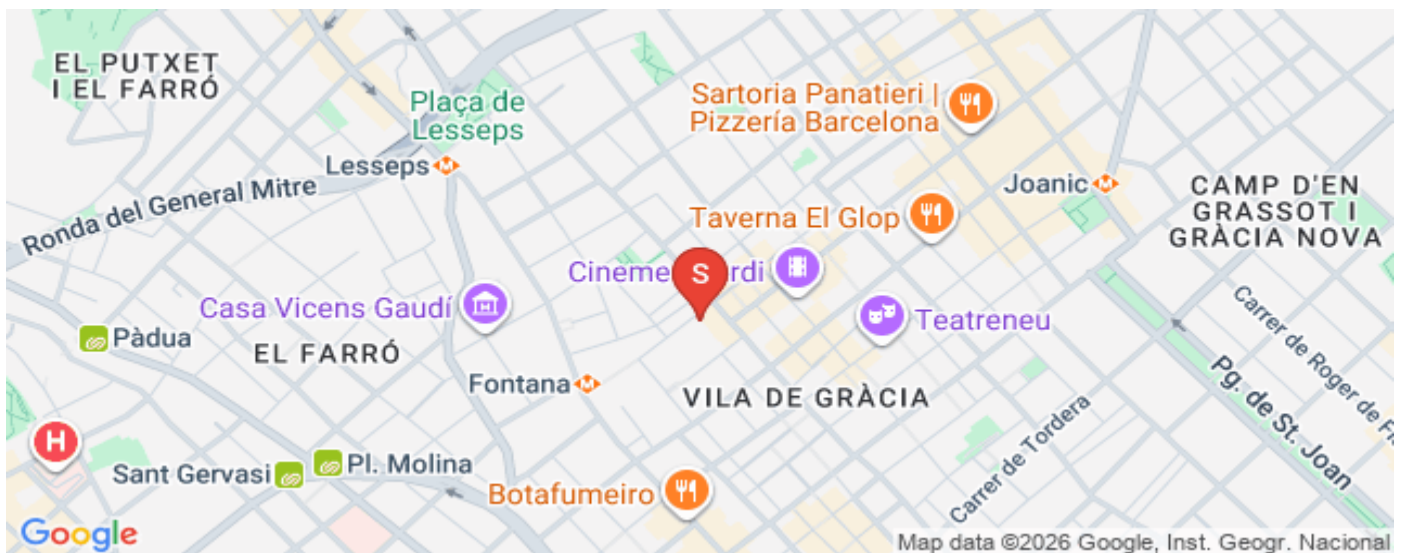 EL PUTXET
I EL FARRÓ
Plaça de
Lesseps
Lesseps
Ronda del General Mitre
Sartoria Panatieri |
Pizzería Barcelona
Joanic
CAMP D'EN
GRASSOT I
GRÀCIA NOVA
Taverna El Glop
S
Casa Vicens Gaudí
Teatreneu
Pàdua
EL FARRÓ
Fontana
VILA DE GRÀCIA
Carrer de Roger de
Pg. de St. Joan
Carrer de Tordera
H
Sant Gervasi
Pl. Molina
Botafumeiro
Google
Map data ©2026 Google, Inst. Geogr. Nacional